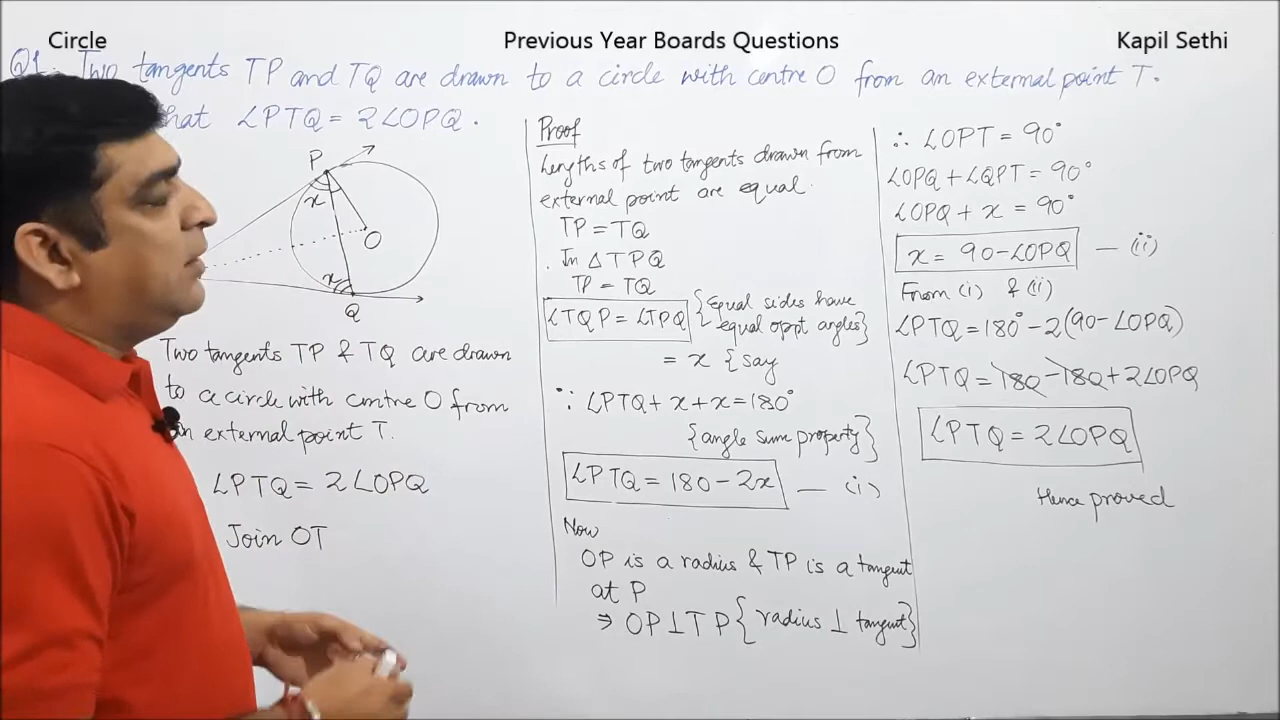 Circle
Previous Year Boards Questions
Kapil Sethi
Q1. Two tangents TP and TQ are drawn to a circle with centre O from an external point T.
that ∠PTQ = 2∠OPQ.
P
x
O
x
Q
Two tangents TP & TQ are drawn
to a circle with centre O from
an external point T.
∠PTQ = 2∠OPQ
Join OT
Proof
Lengths of two tangents drawn from
external point are equal.
TP = TQ
In △TPQ
TP = TQ
∠TQP = ∠TPQ {Equal sides have
equal oppt angles}
= x {say
∵ ∠PTQ + x + x = 180°
{angle sum property}
∠PTQ = 180 - 2x — (i)
Now
OP is a radius & TP is a tangent
at P
⇒ OP ⊥ TP {radius ⊥ tangent}
∴ ∠OPT = 90°
∠OPQ + ∠QPT = 90°
∠OPQ + x = 90°
x = 90 - ∠OPQ — (ii)
From (i) & (ii)
∠PTQ = 180° - 2(90 - ∠OPQ)
∠PTQ = 180 - 180 + 2∠OPQ
∠PTQ = 2∠OPQ
Hence proved